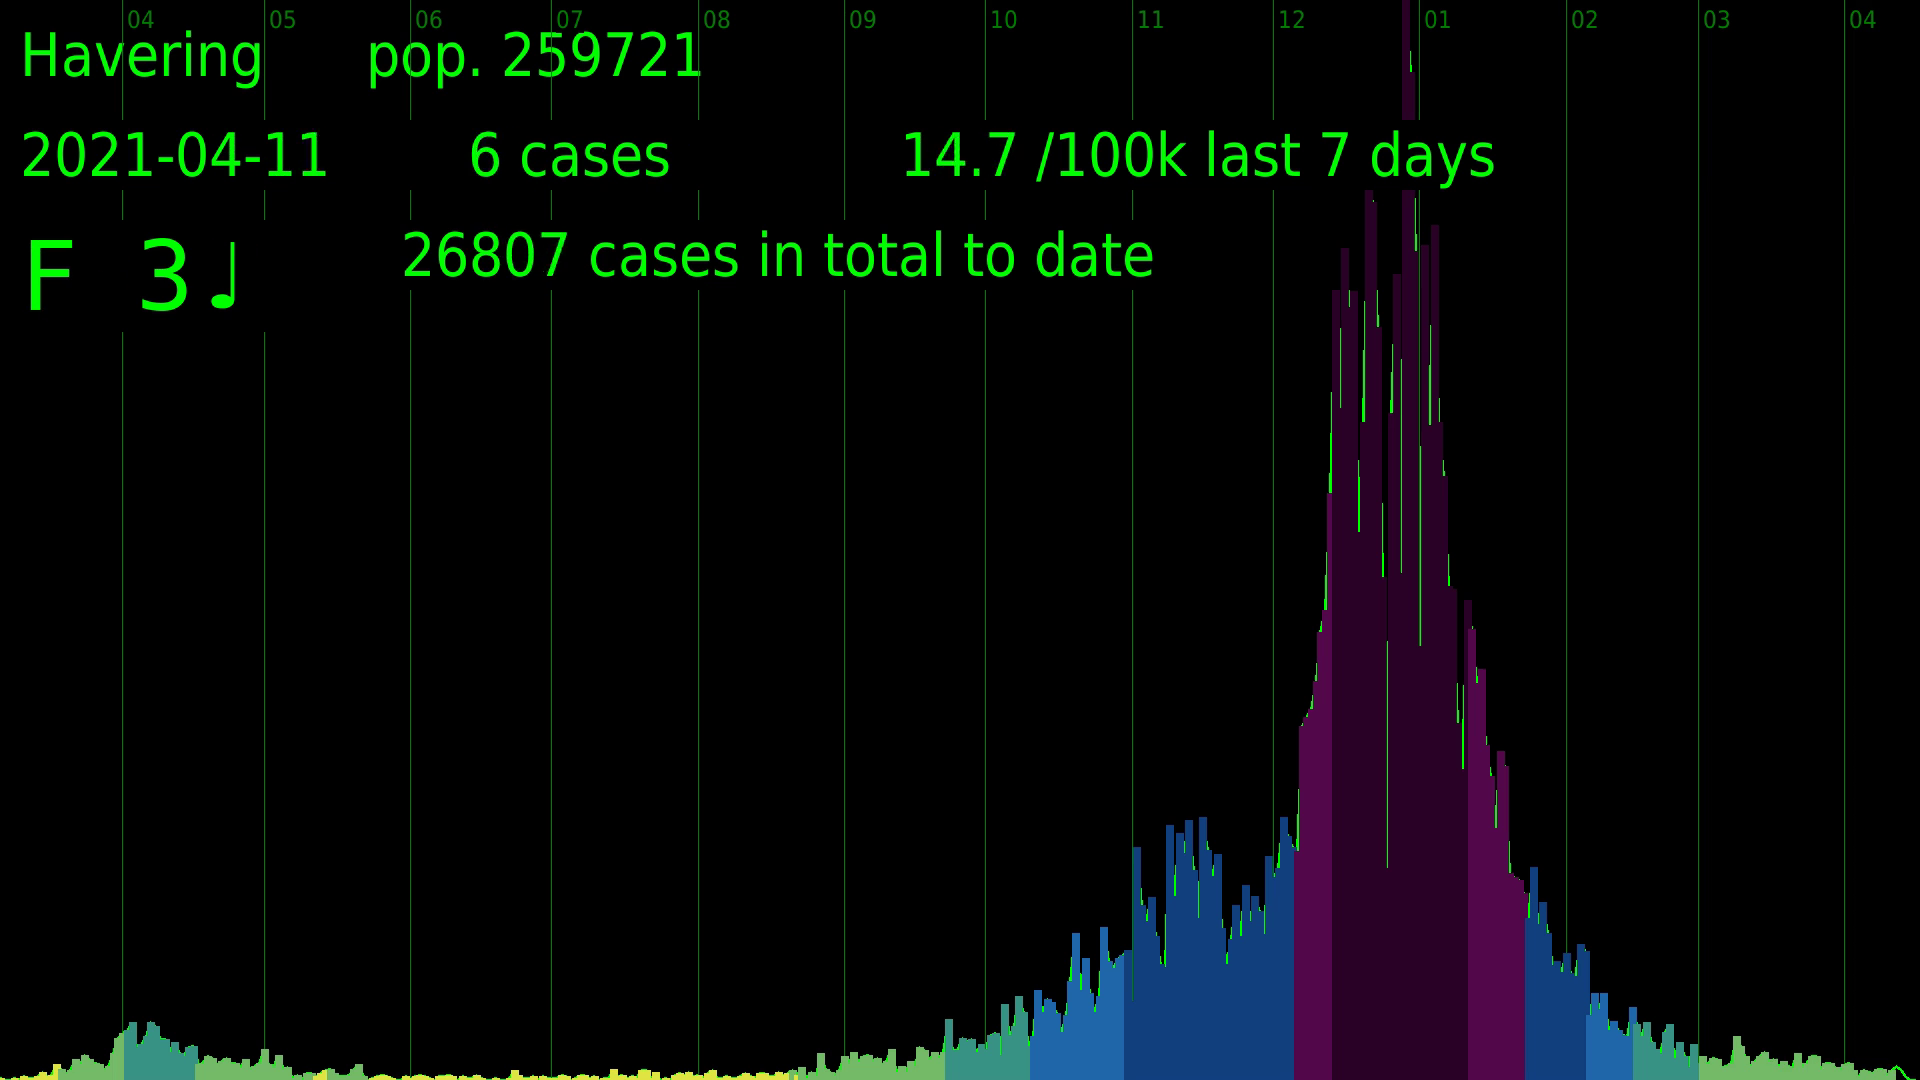 04 05 06 07 08 09 10 11 12 01 02 03 04
Havering pop. 259721
2021-04-11 6 cases 14.7 /100k last 7 days
F 3♩ 26807 cases in total to date